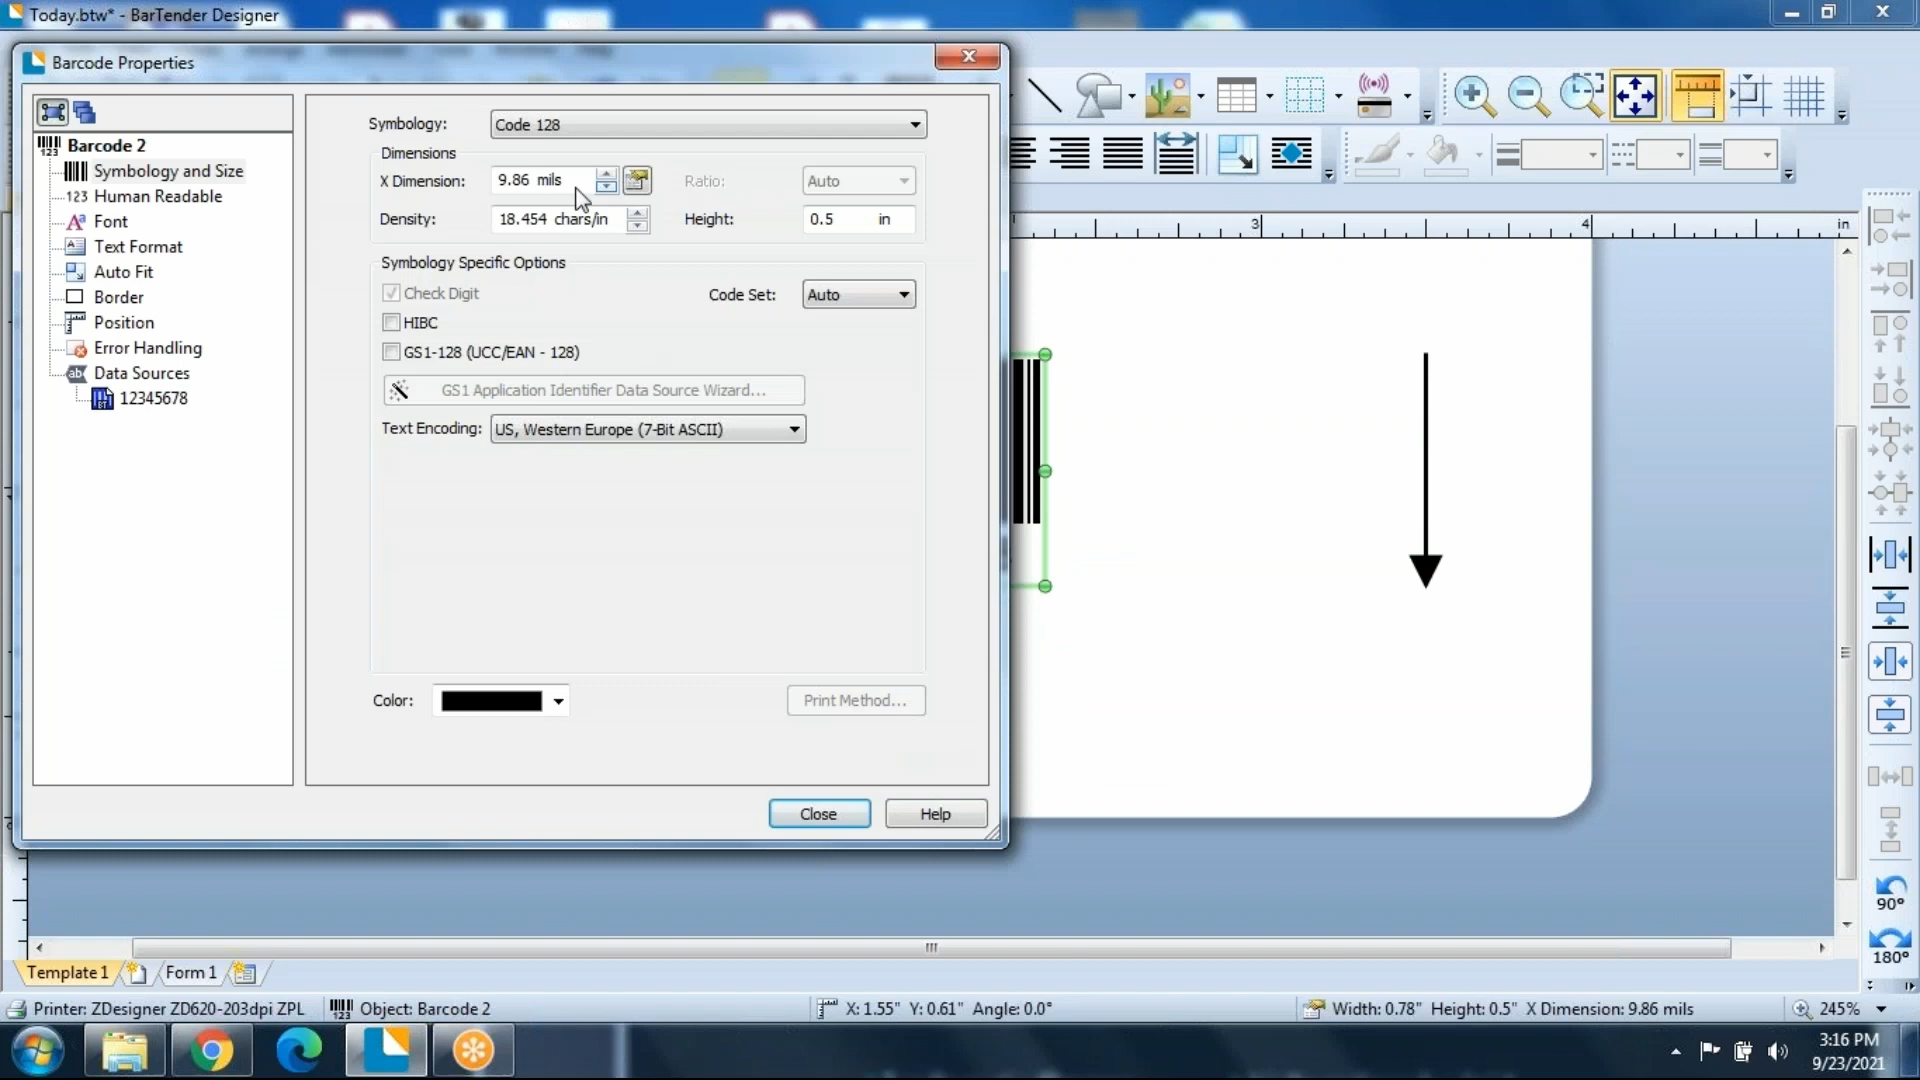 Today.btw* - BarTender Designer
Barcode Properties
Barcode 2
Symbology and Size
Human Readable
Font
Text Format
Auto Fit
Border
Position
Error Handling
Data Sources
12345678
Symbology: Code 128
Dimensions
X Dimension: 9.86 mils Ratio: Auto
Density: 18.454 chars/in Height: 0.5 in
Symbology Specific Options
Check Digit Code Set: Auto
HIBC
GS1-128 (UCC/EAN - 128)
GS1 Application Identifier Data Source Wizard...
Text Encoding: US, Western Europe (7-Bit ASCII)
Color: Print Method...
Close Help
3 4 in
90°
180°
Template 1 Form 1
Printer: ZDesigner ZD620-203dpi ZPL Object: Barcode 2 X: 1.55" Y: 0.61" Angle: 0.0° Width: 0.78" Height: 0.5" X Dimension: 9.86 mils 245%
3:16 PM
9/23/2021